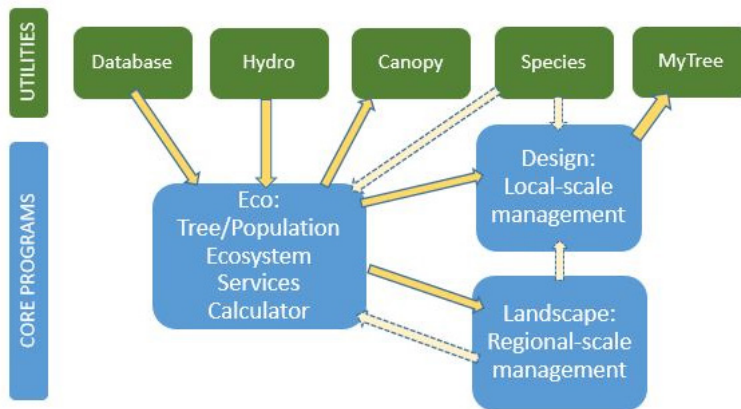 UTILITIES
Database
Hydro
Canopy
Species
MyTree
CORE PROGRAMS
Eco:
Tree/Population
Ecosystem
Services
Calculator
Design:
Local-scale
management
Landscape:
Regional-scale
management